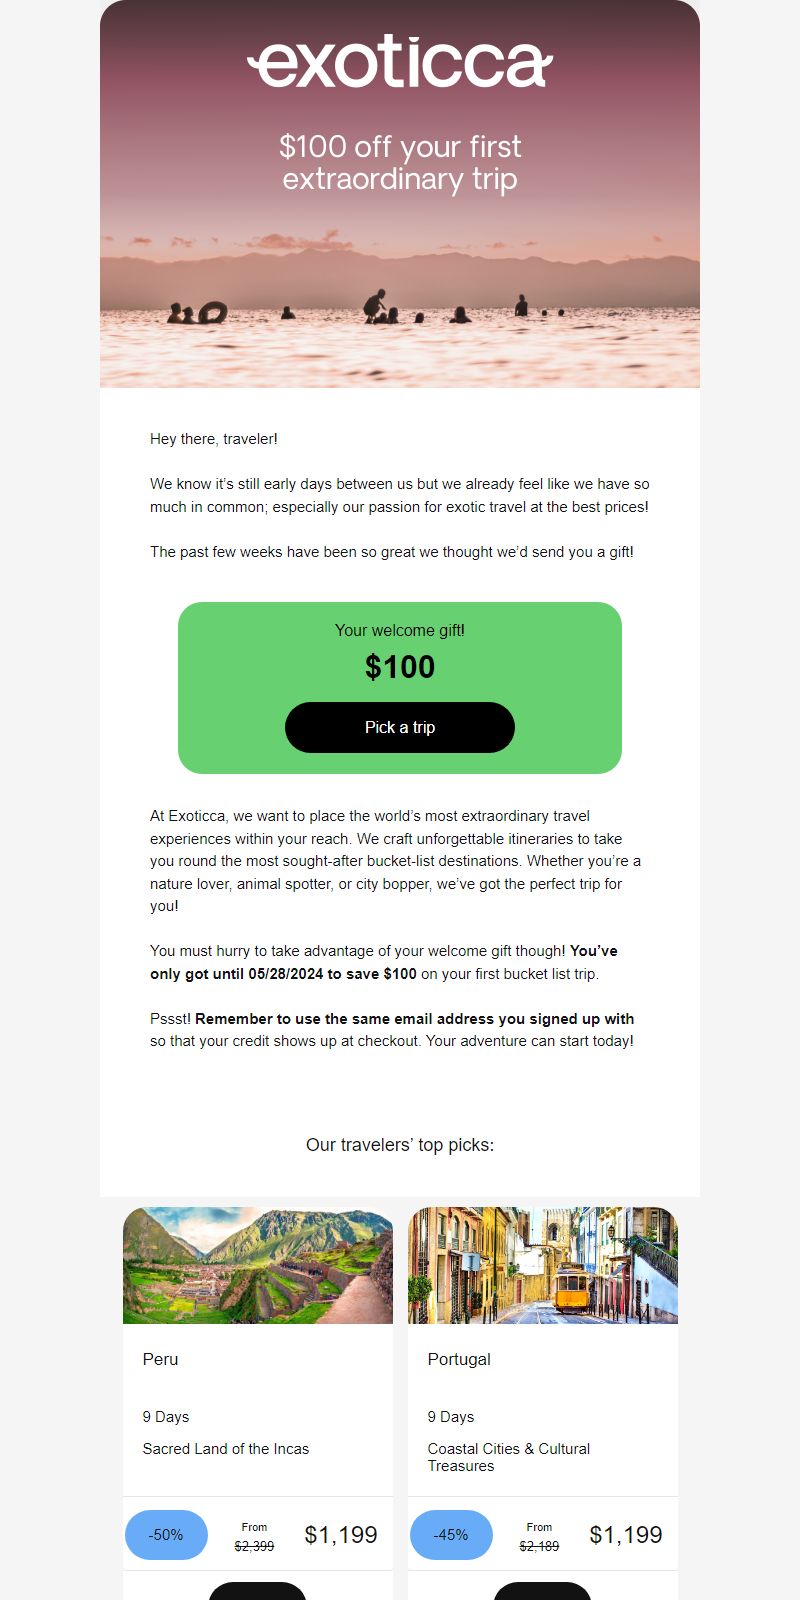 exoticca
$100 off your first
extraordinary trip
Hey there, traveler!
We know it’s still early days between us but we already feel like we have so
much in common; especially our passion for exotic travel at the best prices!
The past few weeks have been so great we thought we’d send you a gift!
Your welcome gift!
$100
Pick a trip
At Exoticca, we want to place the world’s most extraordinary travel
experiences within your reach. We craft unforgettable itineraries to take
you round the most sought-after bucket-list destinations. Whether you’re a
nature lover, animal spotter, or city bopper, we’ve got the perfect trip for
you!
You must hurry to take advantage of your welcome gift though! You’ve
only got until 05/28/2024 to save $100 on your first bucket list trip.
Pssst! Remember to use the same email address you signed up with
so that your credit shows up at checkout. Your adventure can start today!
Our travelers’ top picks:
Peru
9 Days
Sacred Land of the Incas
-50%
From
$2,399
$1,199
Portugal
9 Days
Coastal Cities & Cultural
Treasures
-45%
From
$2,189
$1,199